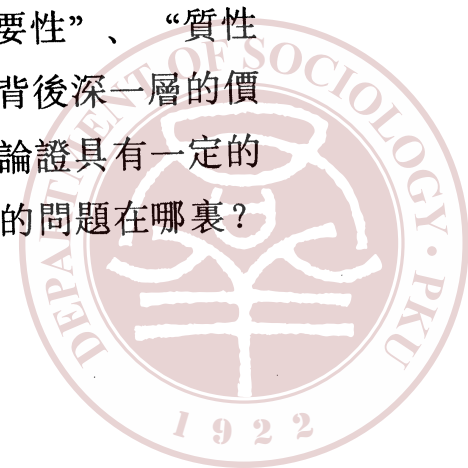 要性”、“質性
背後深一層的價
論證具有一定的
的問題在哪裏？
DEPARTMENT OF SOCIOLOGY · PKU
1922